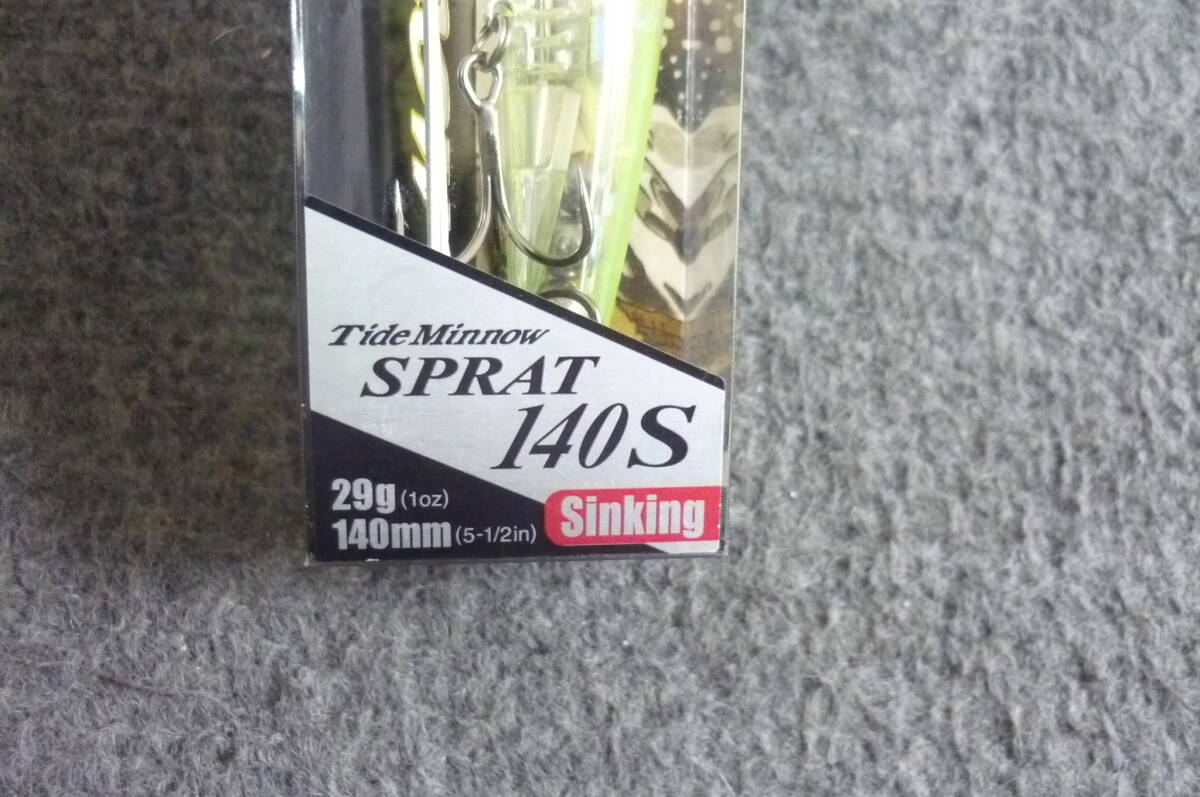 Tide Minnow
SPRAT
140S
29g (1oz)
140mm (5-1/2in)
Sinking